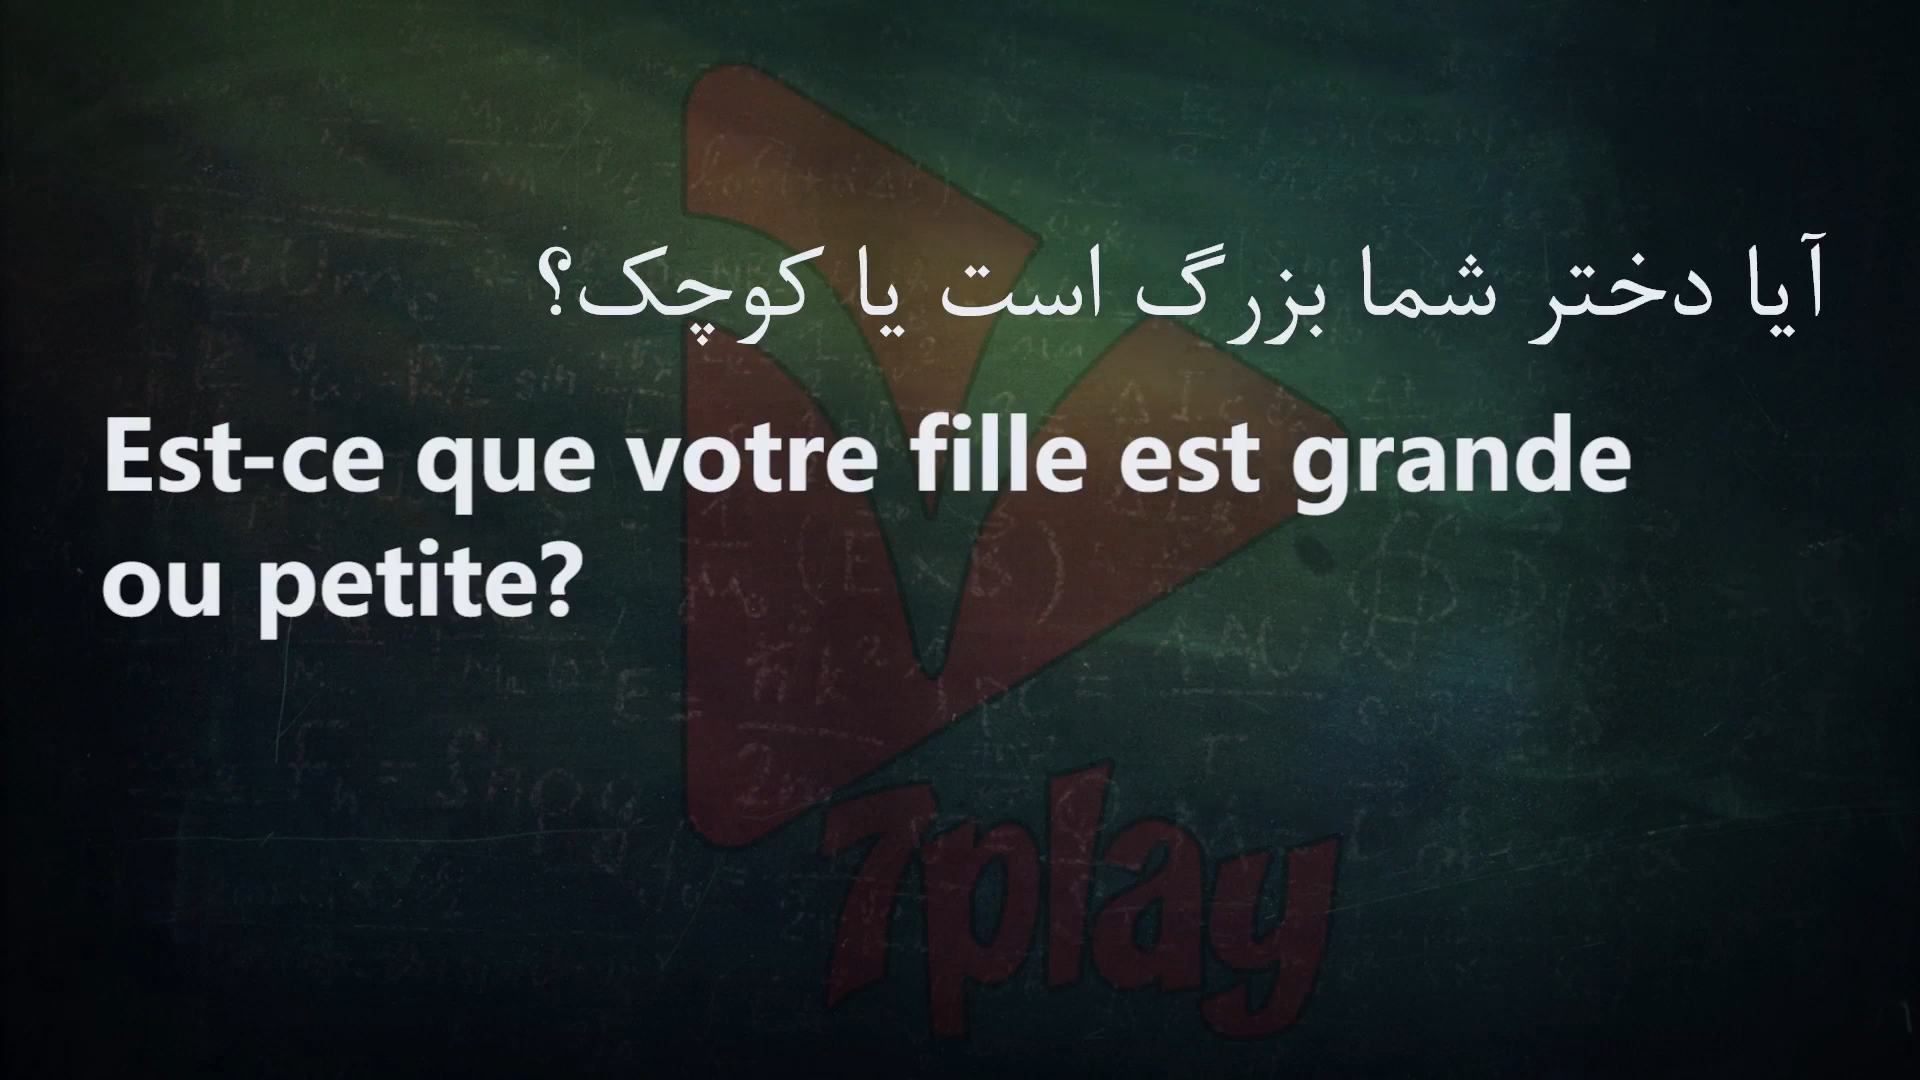 آیا دختر شما بزرگ است یا کوچک؟
Est-ce que votre fille est grande
ou petite?
7play